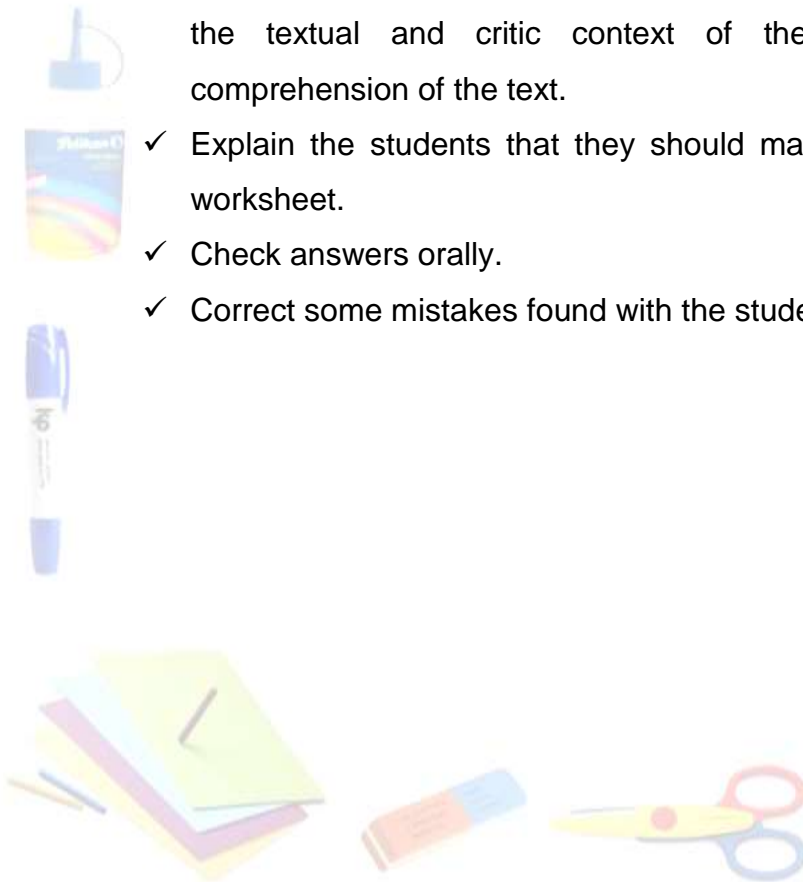 the textual and critic context of the
comprehension of the text.
✓ Explain the students that they should ma
worksheet.
✓ Check answers orally.
✓ Correct some mistakes found with the stude
Pelikan